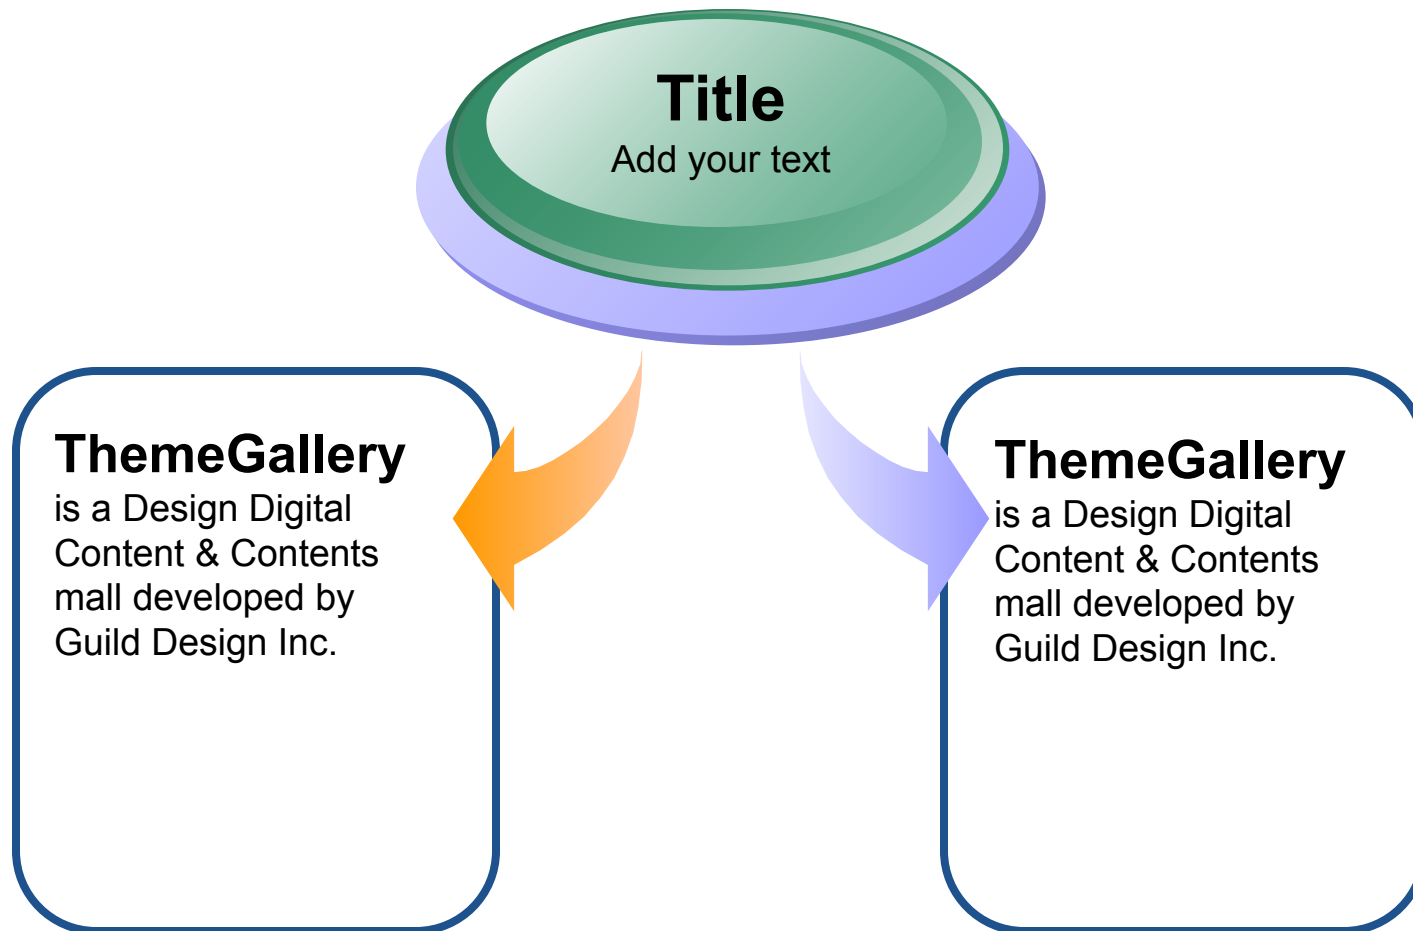 Title
Add your text
ThemeGallery
is a Design Digital
Content & Contents
mall developed by
Guild Design Inc.
ThemeGallery
is a Design Digital
Content & Contents
mall developed by
Guild Design Inc.